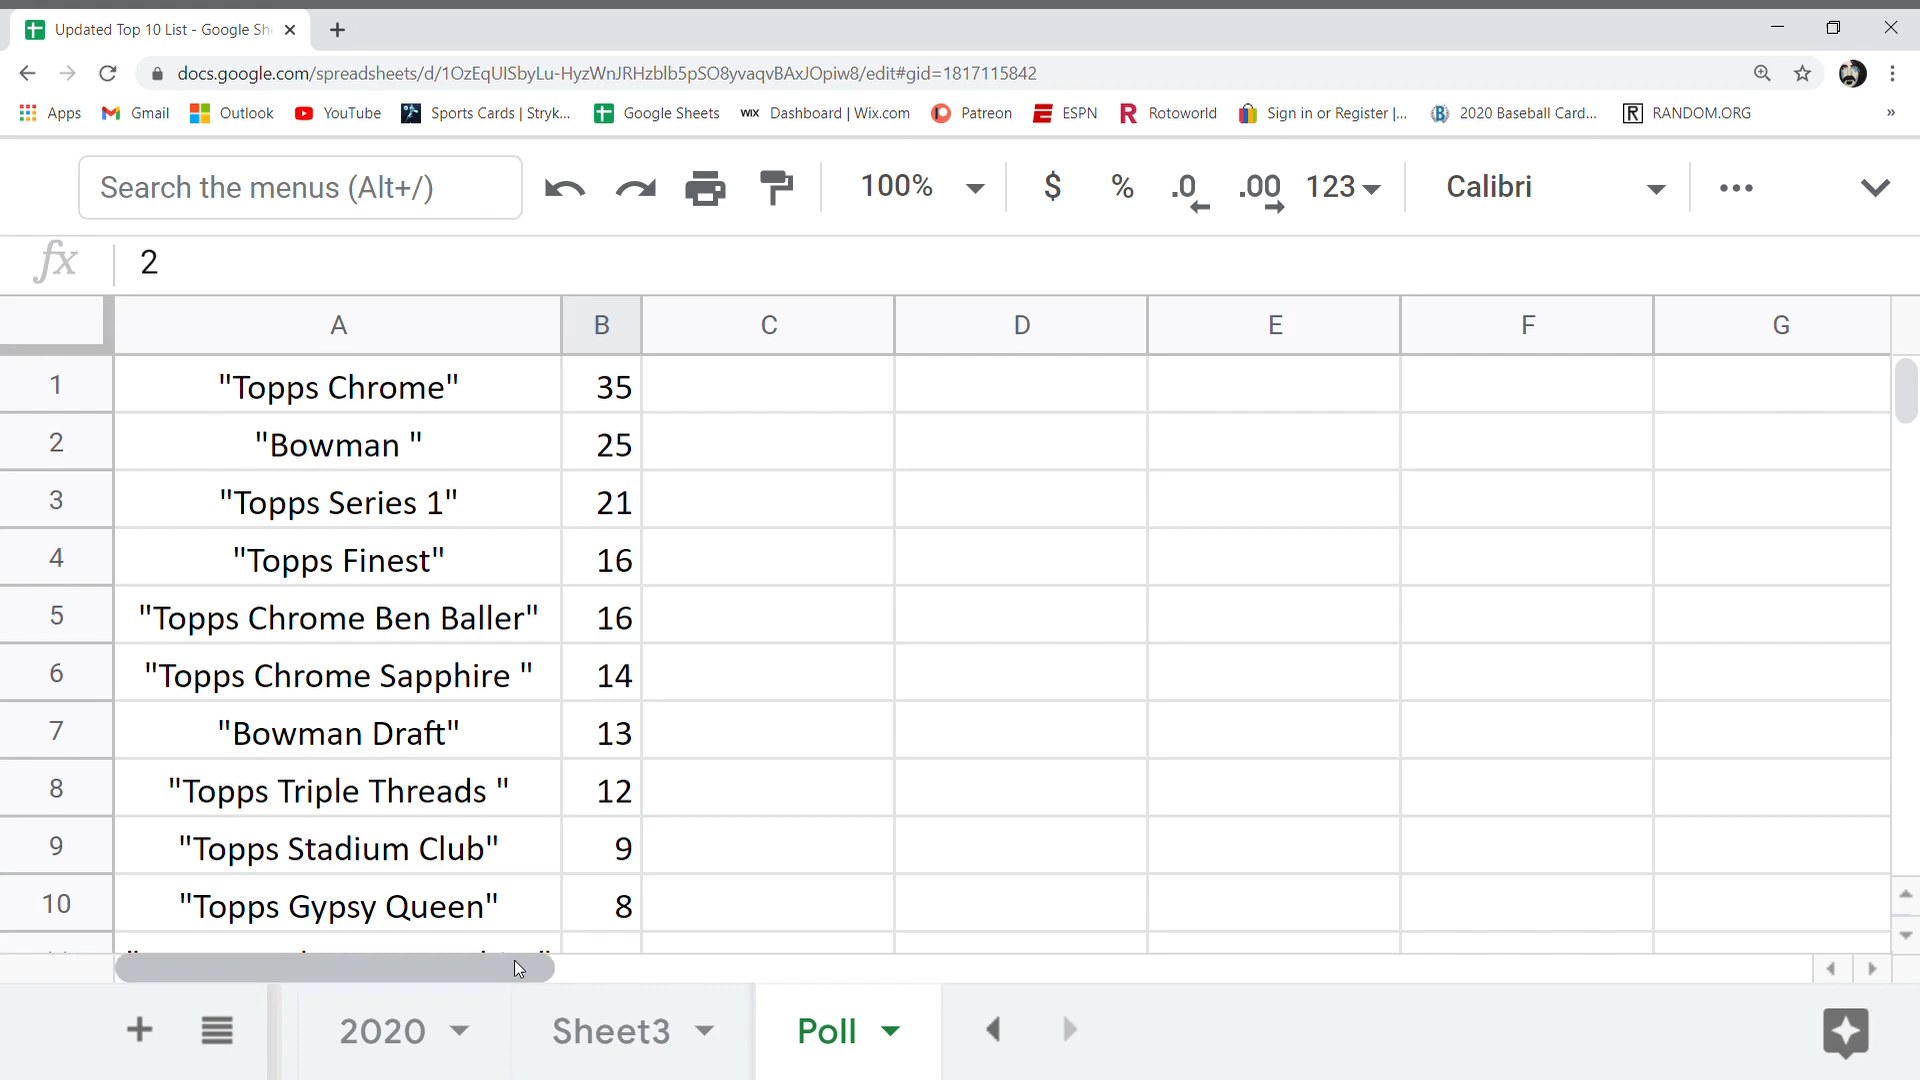 Updated Top 10 List - Google Sh
docs.google.com/spreadsheets/d/1OzEqUISbyLu-HyzWnJRHzblb5pSO8yvaqvBAxJOpiw8/edit#gid=1817115842
Apps Gmail Outlook YouTube Sports Cards | Stryk... Google Sheets WIX Dashboard | Wix.com Patreon ESPN R Rotoworld Sign in or Register |... B 2020 Baseball Card... R RANDOM.ORG »
Search the menus (Alt+/) 100% $ % .0 .00 123 Calibri
fx 2
A B C D E F G
1 "Topps Chrome" 35
2 "Bowman " 25
3 "Topps Series 1" 21
4 "Topps Finest" 16
5 "Topps Chrome Ben Baller" 16
6 "Topps Chrome Sapphire " 14
7 "Bowman Draft" 13
8 "Topps Triple Threads " 12
9 "Topps Stadium Club" 9
10 "Topps Gypsy Queen" 8
2020 Sheet3 Poll